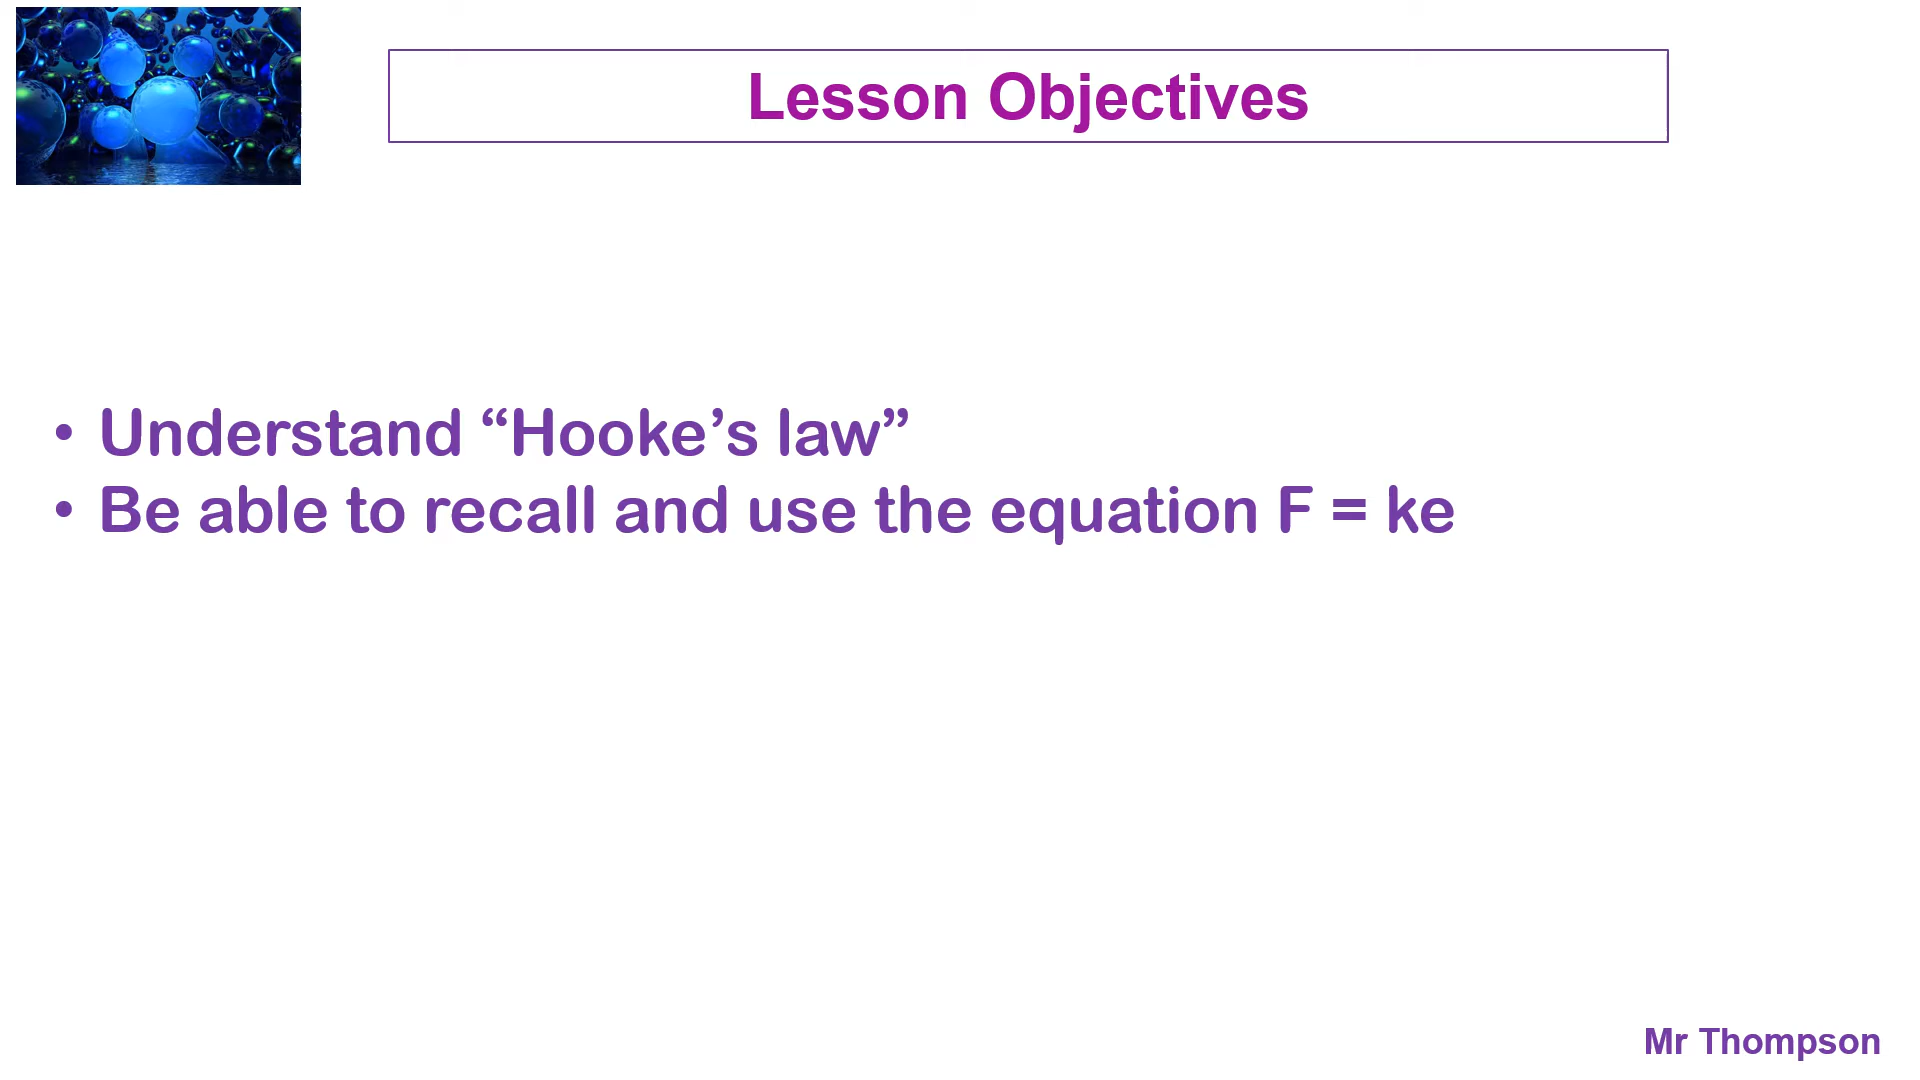 Lesson Objectives
• Understand “Hooke’s law”
• Be able to recall and use the equation F = ke
Mr Thompson